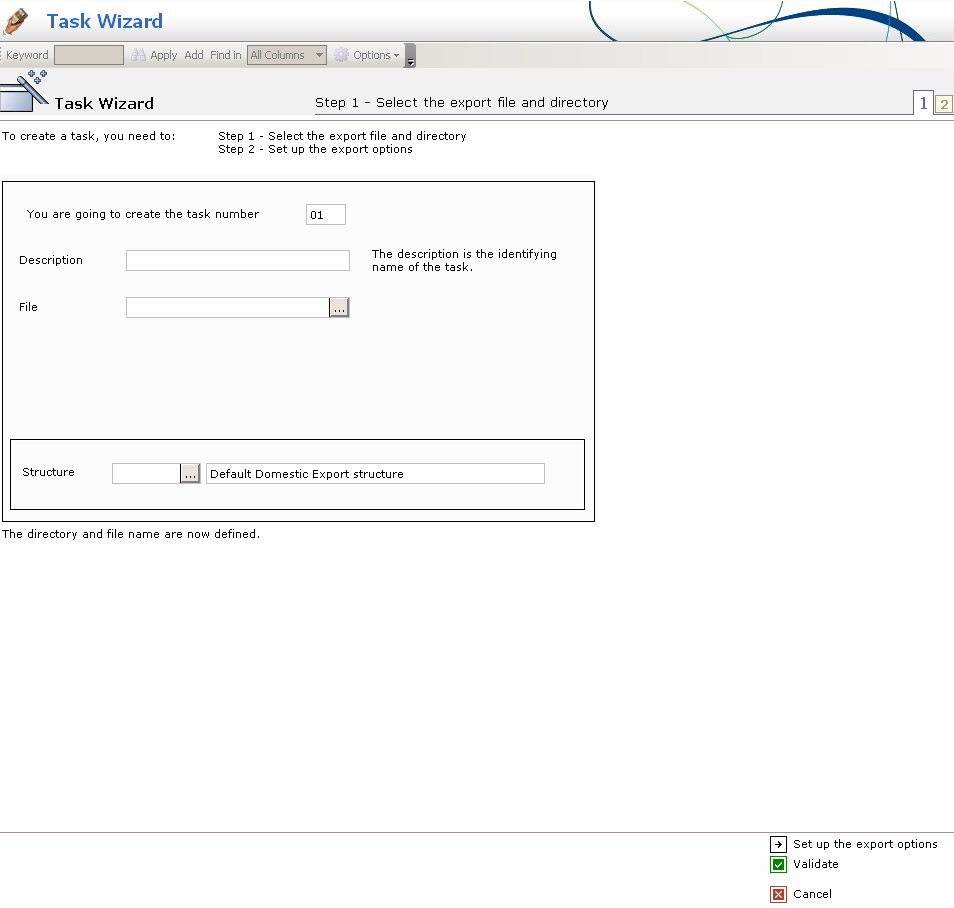 Task Wizard
Keyword Apply Add Find in All Columns Options
Task Wizard Step 1 - Select the export file and directory 1 2
To create a task, you need to: Step 1 - Select the export file and directory
Step 2 - Set up the export options
You are going to create the task number 01
Description The description is the identifying
name of the task.
File ...
Structure ... Default Domestic Export structure
The directory and file name are now defined.
Set up the export options
Validate
Cancel